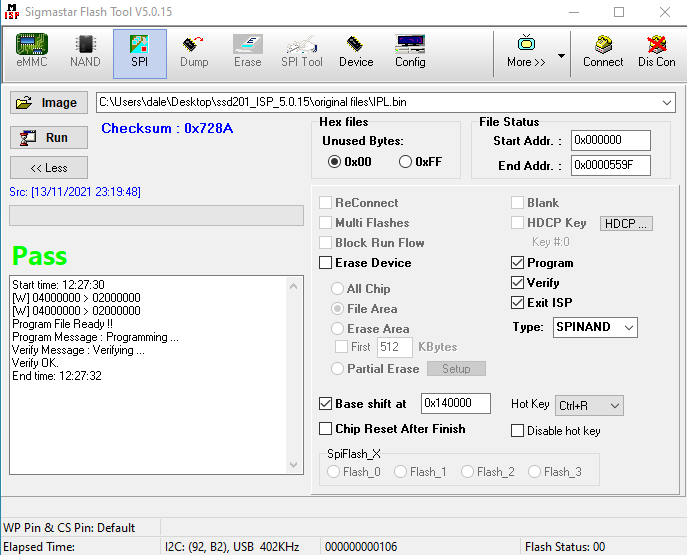 M ISP Sigmastar Flash Tool V5.0.15
eMMC NAND SPI Dump Erase SPI Tool Device Config More >> Connect Dis Con
Image C:\Users\dale\Desktop\ssd201_ISP_5.0.15\original files\IPL.bin
Run Checksum : 0x728A
<< Less
Hex files
Unused Bytes:
0x00 0xFF
File Status
Start Addr. : 0x000000
End Addr. : 0x0000559F
Src: [13/11/2021 23:19:48]
Pass
Start time: 12:27:30
[W] 04000000 > 02000000
[W] 04000000 > 02000000
Program File Ready !!
Program Message : Programming ...
Verify Message : Verifying ...
Verify OK.
End time: 12:27:32
ReConnect
Multi Flashes
Block Run Flow
Erase Device
All Chip
File Area
Erase Area
First 512 KBytes
Partial Erase Setup
Blank
HDCP Key HDCP ...
Key #:0
Program
Verify
Exit ISP
Type: SPINAND
Base shift at 0x140000 Hot Key Ctrl+R
Chip Reset After Finish Disable hot key
SpiFlash_X
Flash_0 Flash_1 Flash_2 Flash_3
WP Pin & CS Pin: Default
Elapsed Time: I2C: (92, B2), USB 402KHz 000000000106 Flash Status: 00